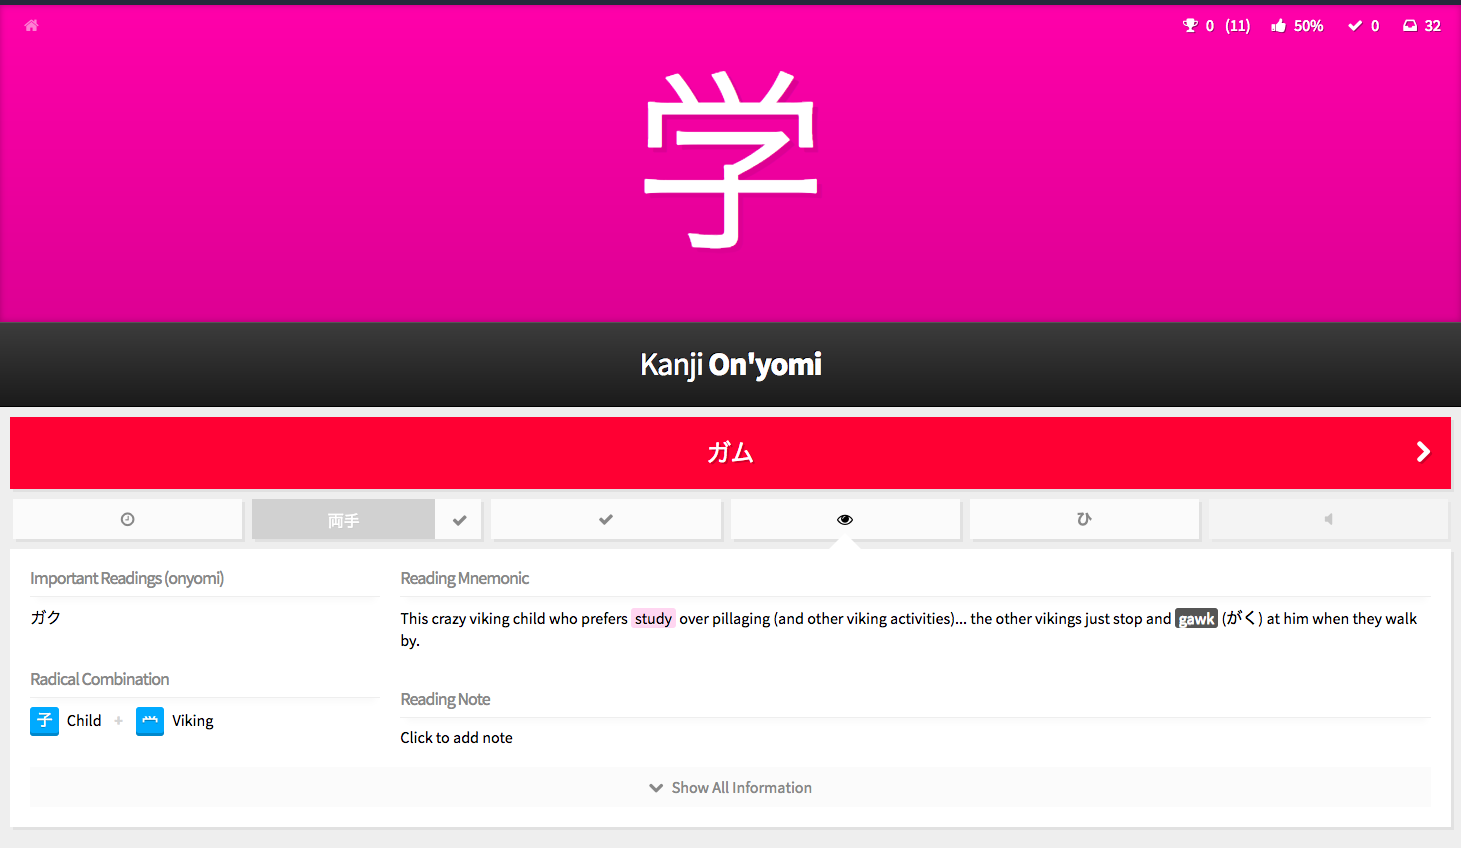 0 (11) 50% 0 32
学
Kanji On'yomi
ガム
両手
ひ
Important Readings (onyomi)
ガク
Radical Combination
子 Child + Viking
Reading Mnemonic
This crazy viking child who prefers study over pillaging (and other viking activities)... the other vikings just stop and gawk (がく) at him when they walk
by.
Reading Note
Click to add note
Show All Information